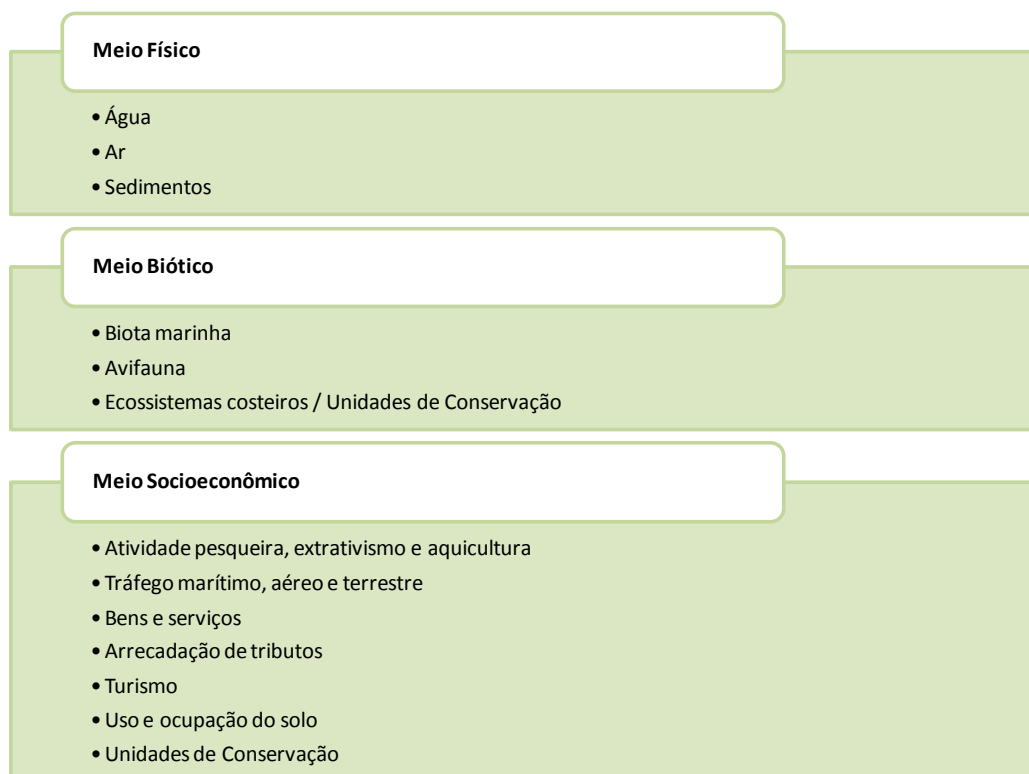 Meio Físico
• Água
• Ar
• Sedimentos
Meio Biótico
• Biota marinha
• Avifauna
• Ecossistemas costeiros / Unidades de Conservação
Meio Socioeconômico
• Atividade pesqueira, extrativismo e aquicultura
• Tráfego marítimo, aéreo e terrestre
• Bens e serviços
• Arrecadação de tributos
• Turismo
• Uso e ocupação do solo
• Unidades de Conservação